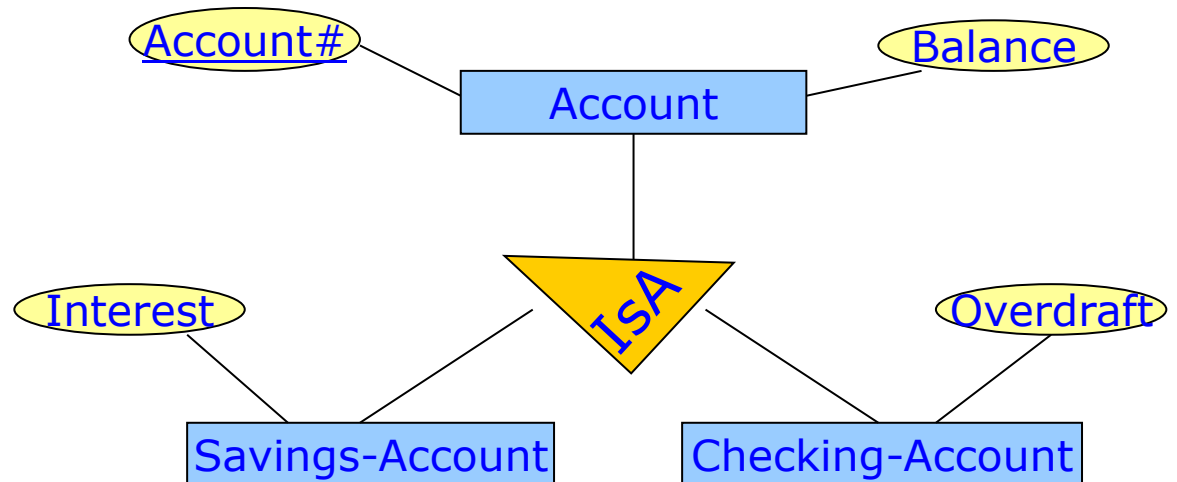 Account#
Balance
Account
IsA
Interest
Overdraft
Savings-Account
Checking-Account